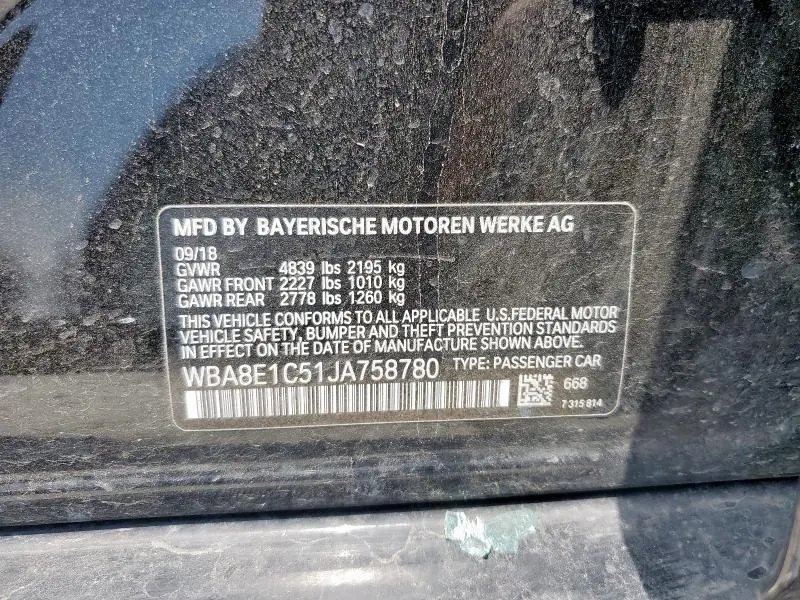 MFD BY BAYERISCHE MOTOREN WERKE AG
09/18
GVWR 4839 lbs 2195 kg
GAWR FRONT 2227 lbs 1010 kg
GAWR REAR 2778 lbs 1260 kg
THIS VEHICLE CONFORMS TO ALL APPLICABLE U.S.FEDERAL MOTOR
VEHICLE SAFETY, BUMPER AND THEFT PREVENTION STANDARDS
IN EFFECT ON THE DATE OF MANUFACTURE SHOWN ABOVE.
WBA8E1C51JA758780 TYPE: PASSENGER CAR
668
7 315 814